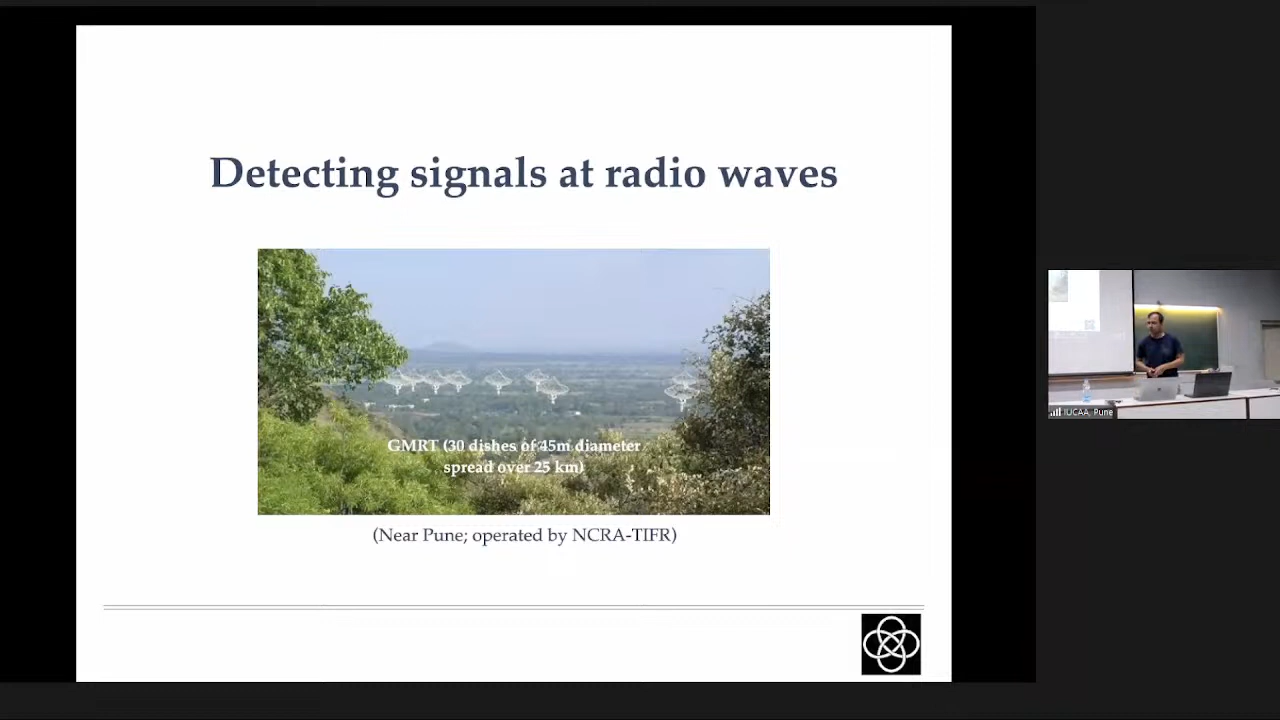 Detecting signals at radio waves
GMRT (30 dishes of 45m diameter
spread over 25 km)
(Near Pune; operated by NCRA-TIFR)
IUCAA, Pune